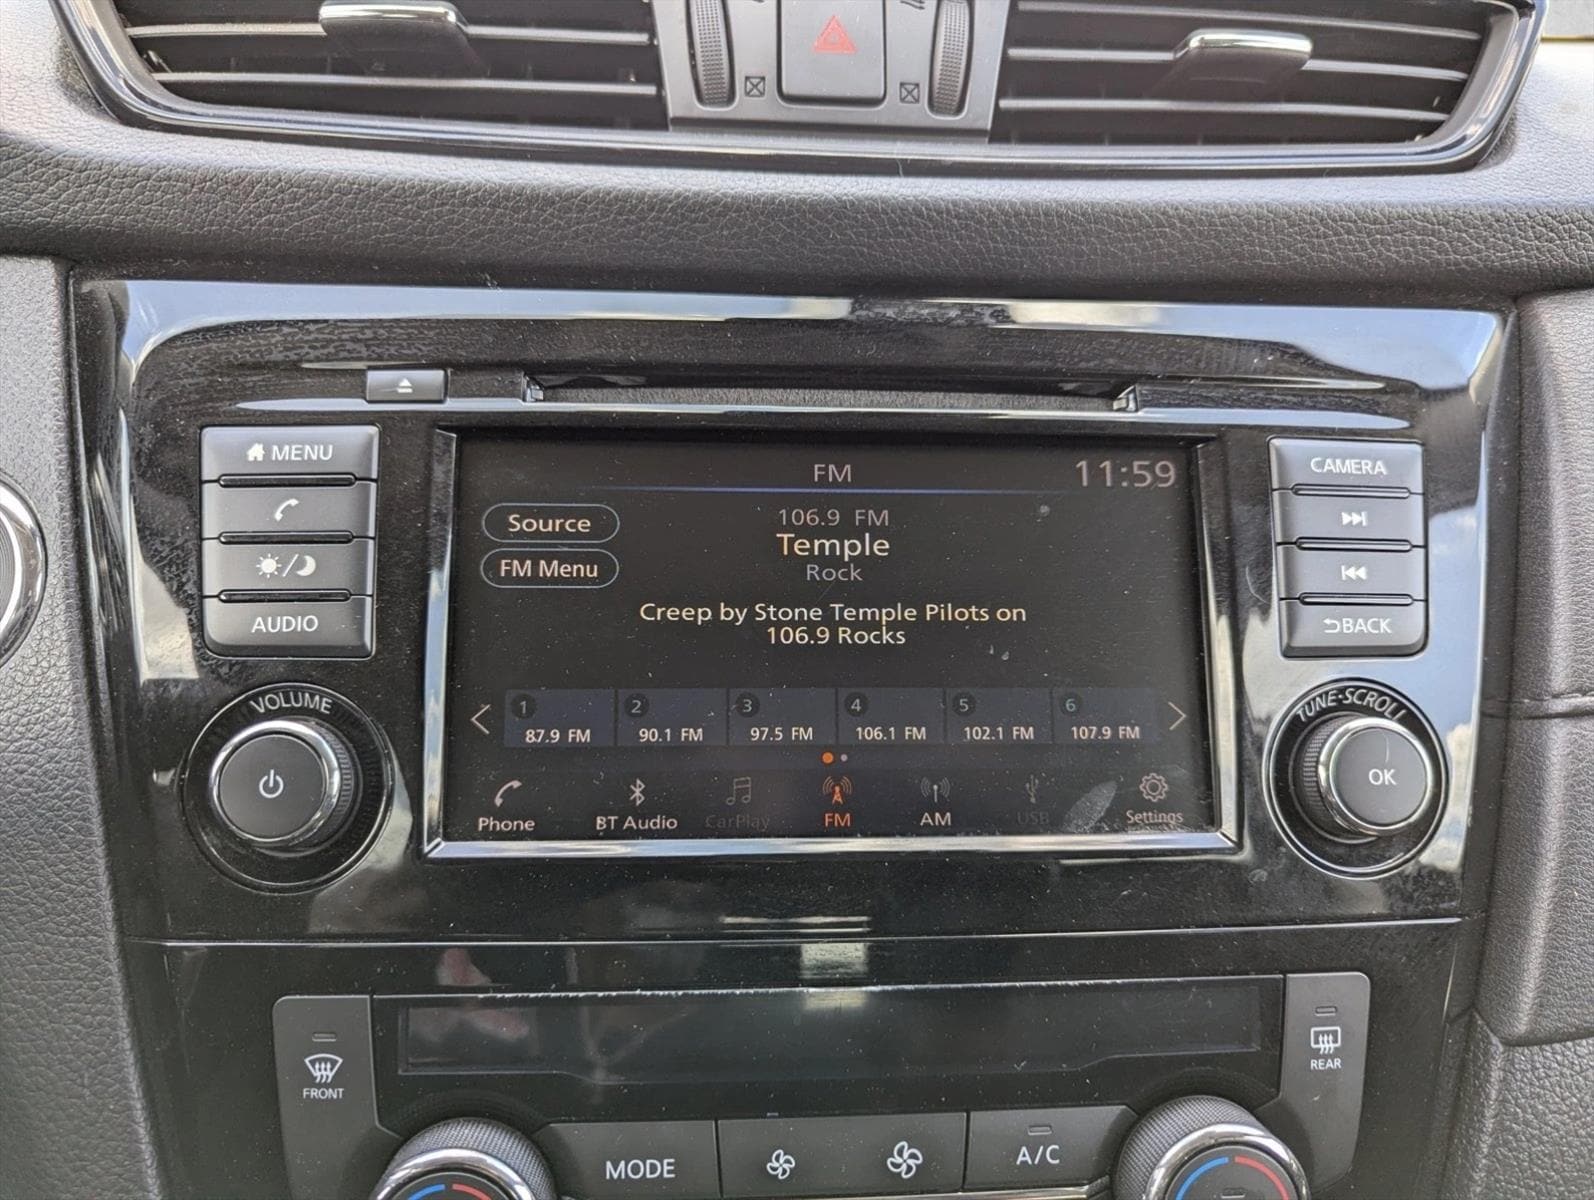 MENU
AUDIO
VOLUME
FM
11:59
Source
FM Menu
106.9 FM
Temple
Rock
Creep by Stone Temple Pilots on
106.9 Rocks
1
87.9 FM
2
90.1 FM
3
97.5 FM
4
106.1 FM
5
102.1 FM
6
107.9 FM
Phone
BT Audio
CarPlay
FM
AM
USB
Settings
CAMERA
BACK
TUNE·SCROLL
OK
FRONT
REAR
MODE
A/C